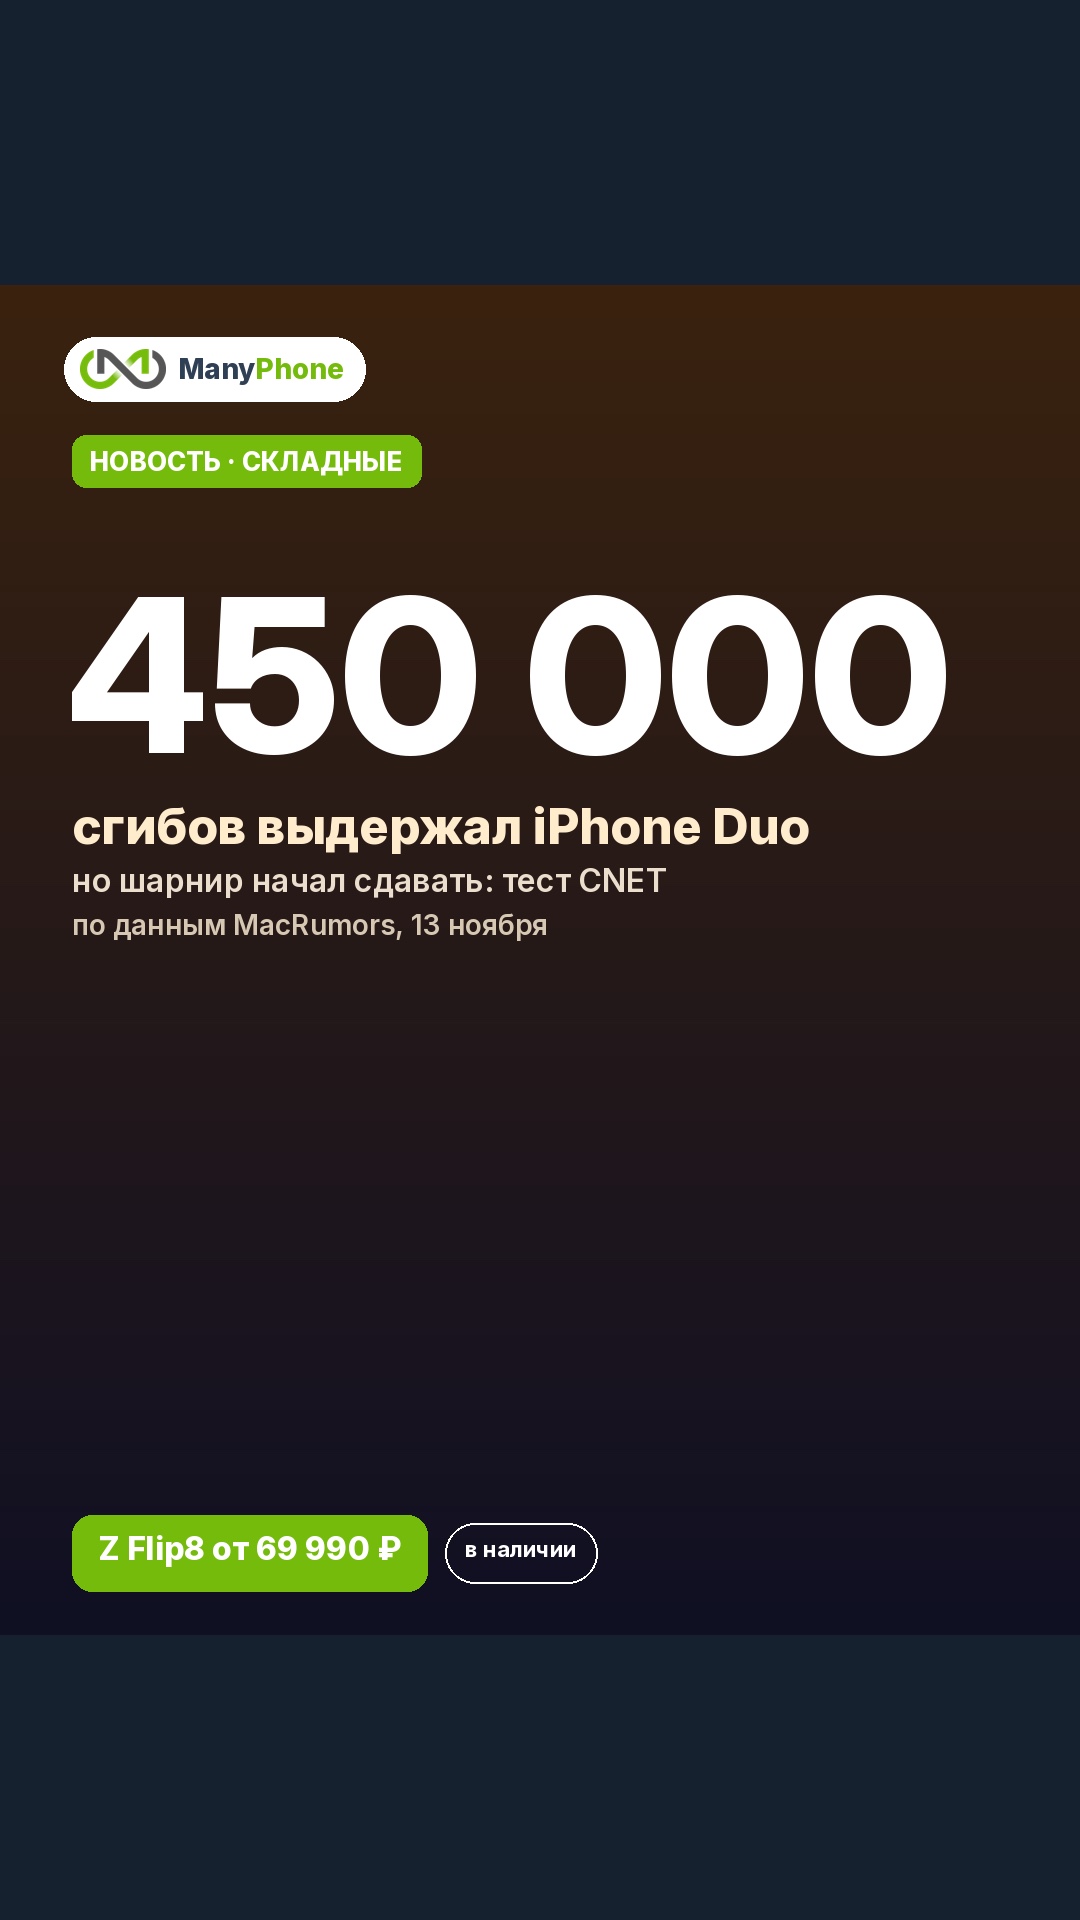 ManyPhone
НОВОСТЬ · СКЛАДНЫЕ
450 000
сгибов выдержал iPhone Duo
но шарнир начал сдавать: тест CNET
по данным MacRumors, 13 ноября
Z Flip8 от 69 990 ₽
в наличии